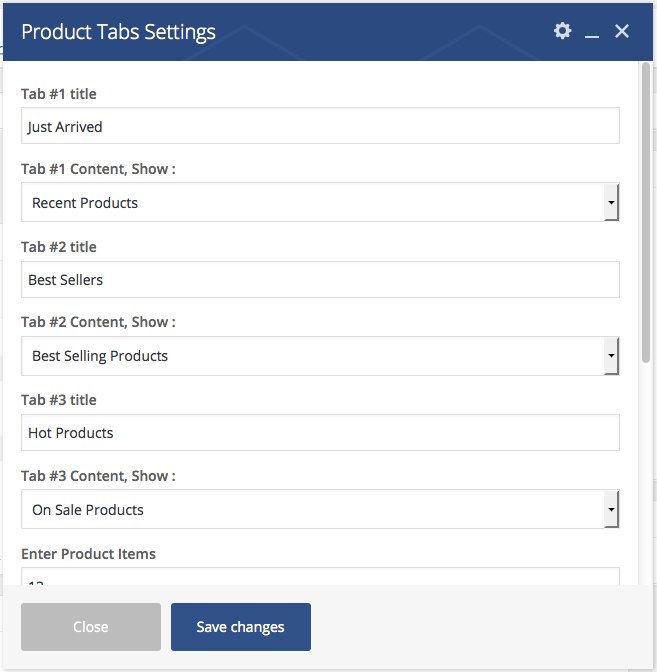 Product Tabs Settings
Tab #1 title
Just Arrived
Tab #1 Content, Show :
Recent Products
Tab #2 title
Best Sellers
Tab #2 Content, Show :
Best Selling Products
Tab #3 title
Hot Products
Tab #3 Content, Show :
On Sale Products
Enter Product Items
Close
Save changes